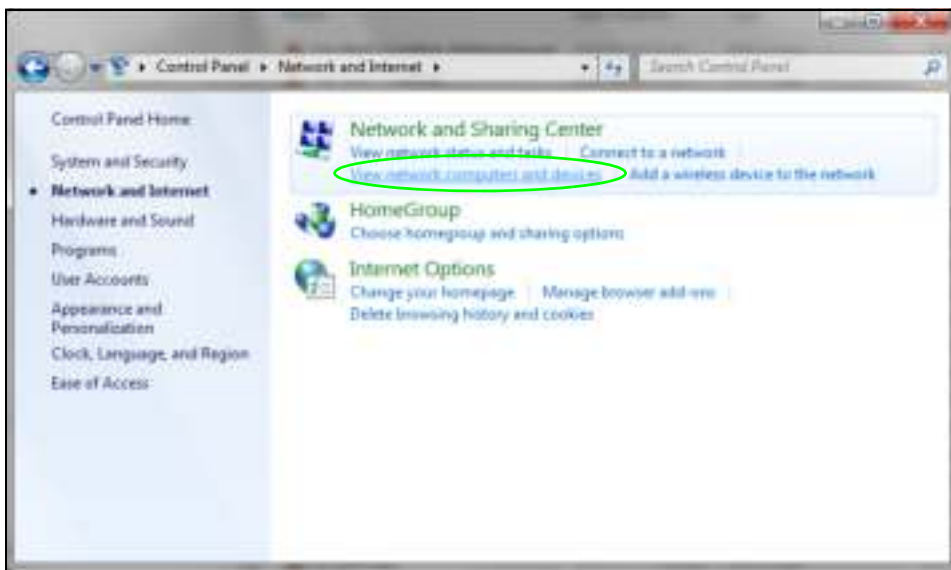 Control Panel ▸ Network and Internet ▸
Search Control Panel
Control Panel Home
System and Security
Network and Internet
Hardware and Sound
Programs
User Accounts
Appearance and
Personalization
Clock, Language, and Region
Ease of Access
Network and Sharing Center
View network status and tasks | Connect to a network
View network computers and devices | Add a wireless device to the network
HomeGroup
Choose homegroup and sharing options
Internet Options
Change your homepage | Manage browser add-ons
Delete browsing history and cookies